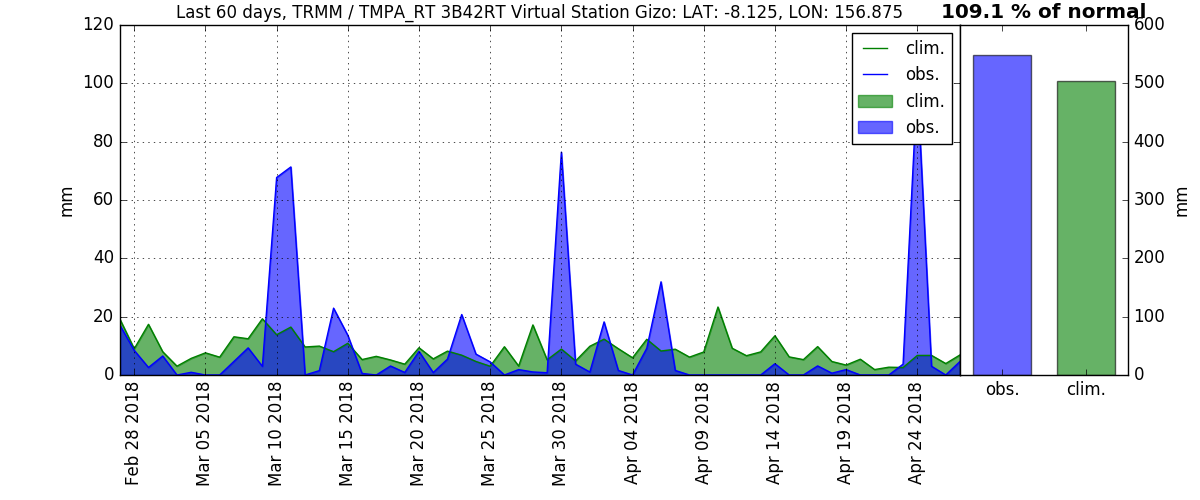 Last 60 days, TRMM / TMPA_RT 3B42RT Virtual Station Gizo: LAT: -8.125, LON: 156.875
109.1 % of normal
120
100
80
60
40
20
0
mm
clim.
obs.
clim.
obs.
Feb 28 2018
Mar 05 2018
Mar 10 2018
Mar 15 2018
Mar 20 2018
Mar 25 2018
Mar 30 2018
Apr 04 2018
Apr 09 2018
Apr 14 2018
Apr 19 2018
Apr 24 2018
600
500
400
300
200
100
0
mm
obs.
clim.